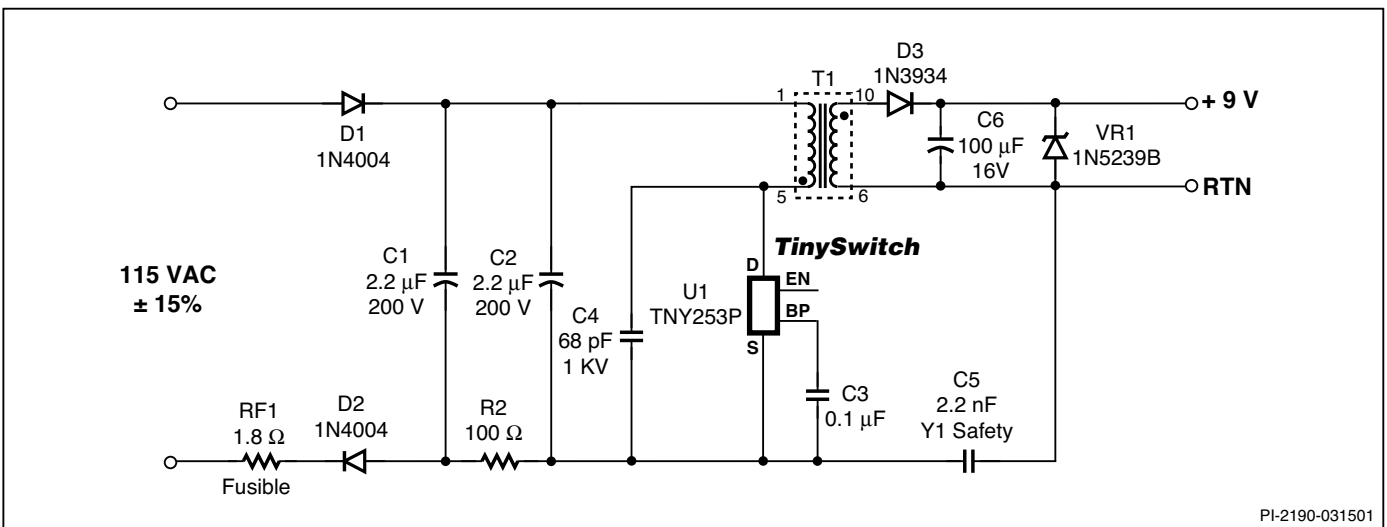 D3
1N3934
T1
1
10
+ 9 V
D1
1N4004
C6
100 µF
16V
VR1
1N5239B
5
6
RTN
TinySwitch
115 VAC
± 15%
C1
2.2 µF
200 V
C2
2.2 µF
200 V
C4
68 pF
1 KV
U1
TNY253P
D
EN
BP
S
C3
0.1 µF
C5
2.2 nF
Y1 Safety
RF1
1.8 Ω
Fusible
D2
1N4004
R2
100 Ω
PI-2190-031501